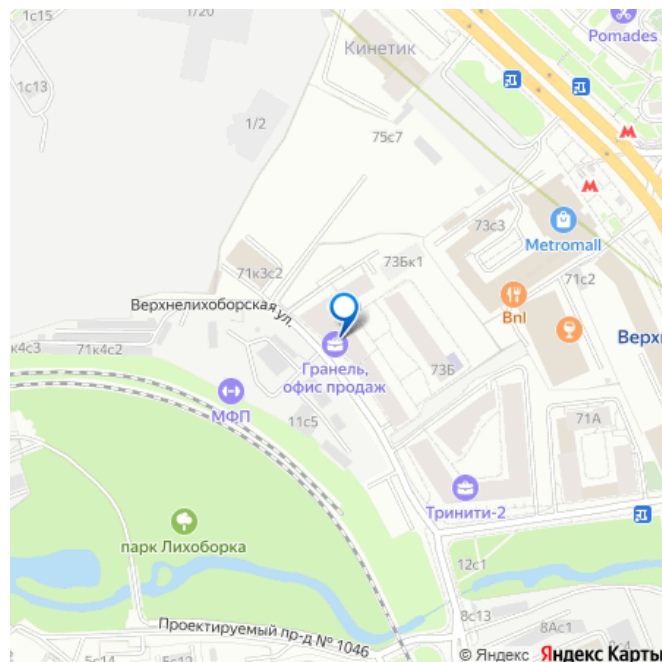 1с15
1/20
Кинетик
Pomades
1с13
1/2
75с7
М
М
73с3
Metromall
73Бк1
71к3с2
71с2
Верхнелихоборская ул.
Bnl
к4с3
71к4с2
Гранель,
офис продаж
73Б
МФП
11с5
71А
Тринити-2
парк Лихоборка
12с1
8с13
Проектируемый пр-д № 1046
8Ас1
5с14
5с12
© Яндекс
Яндекс Карты